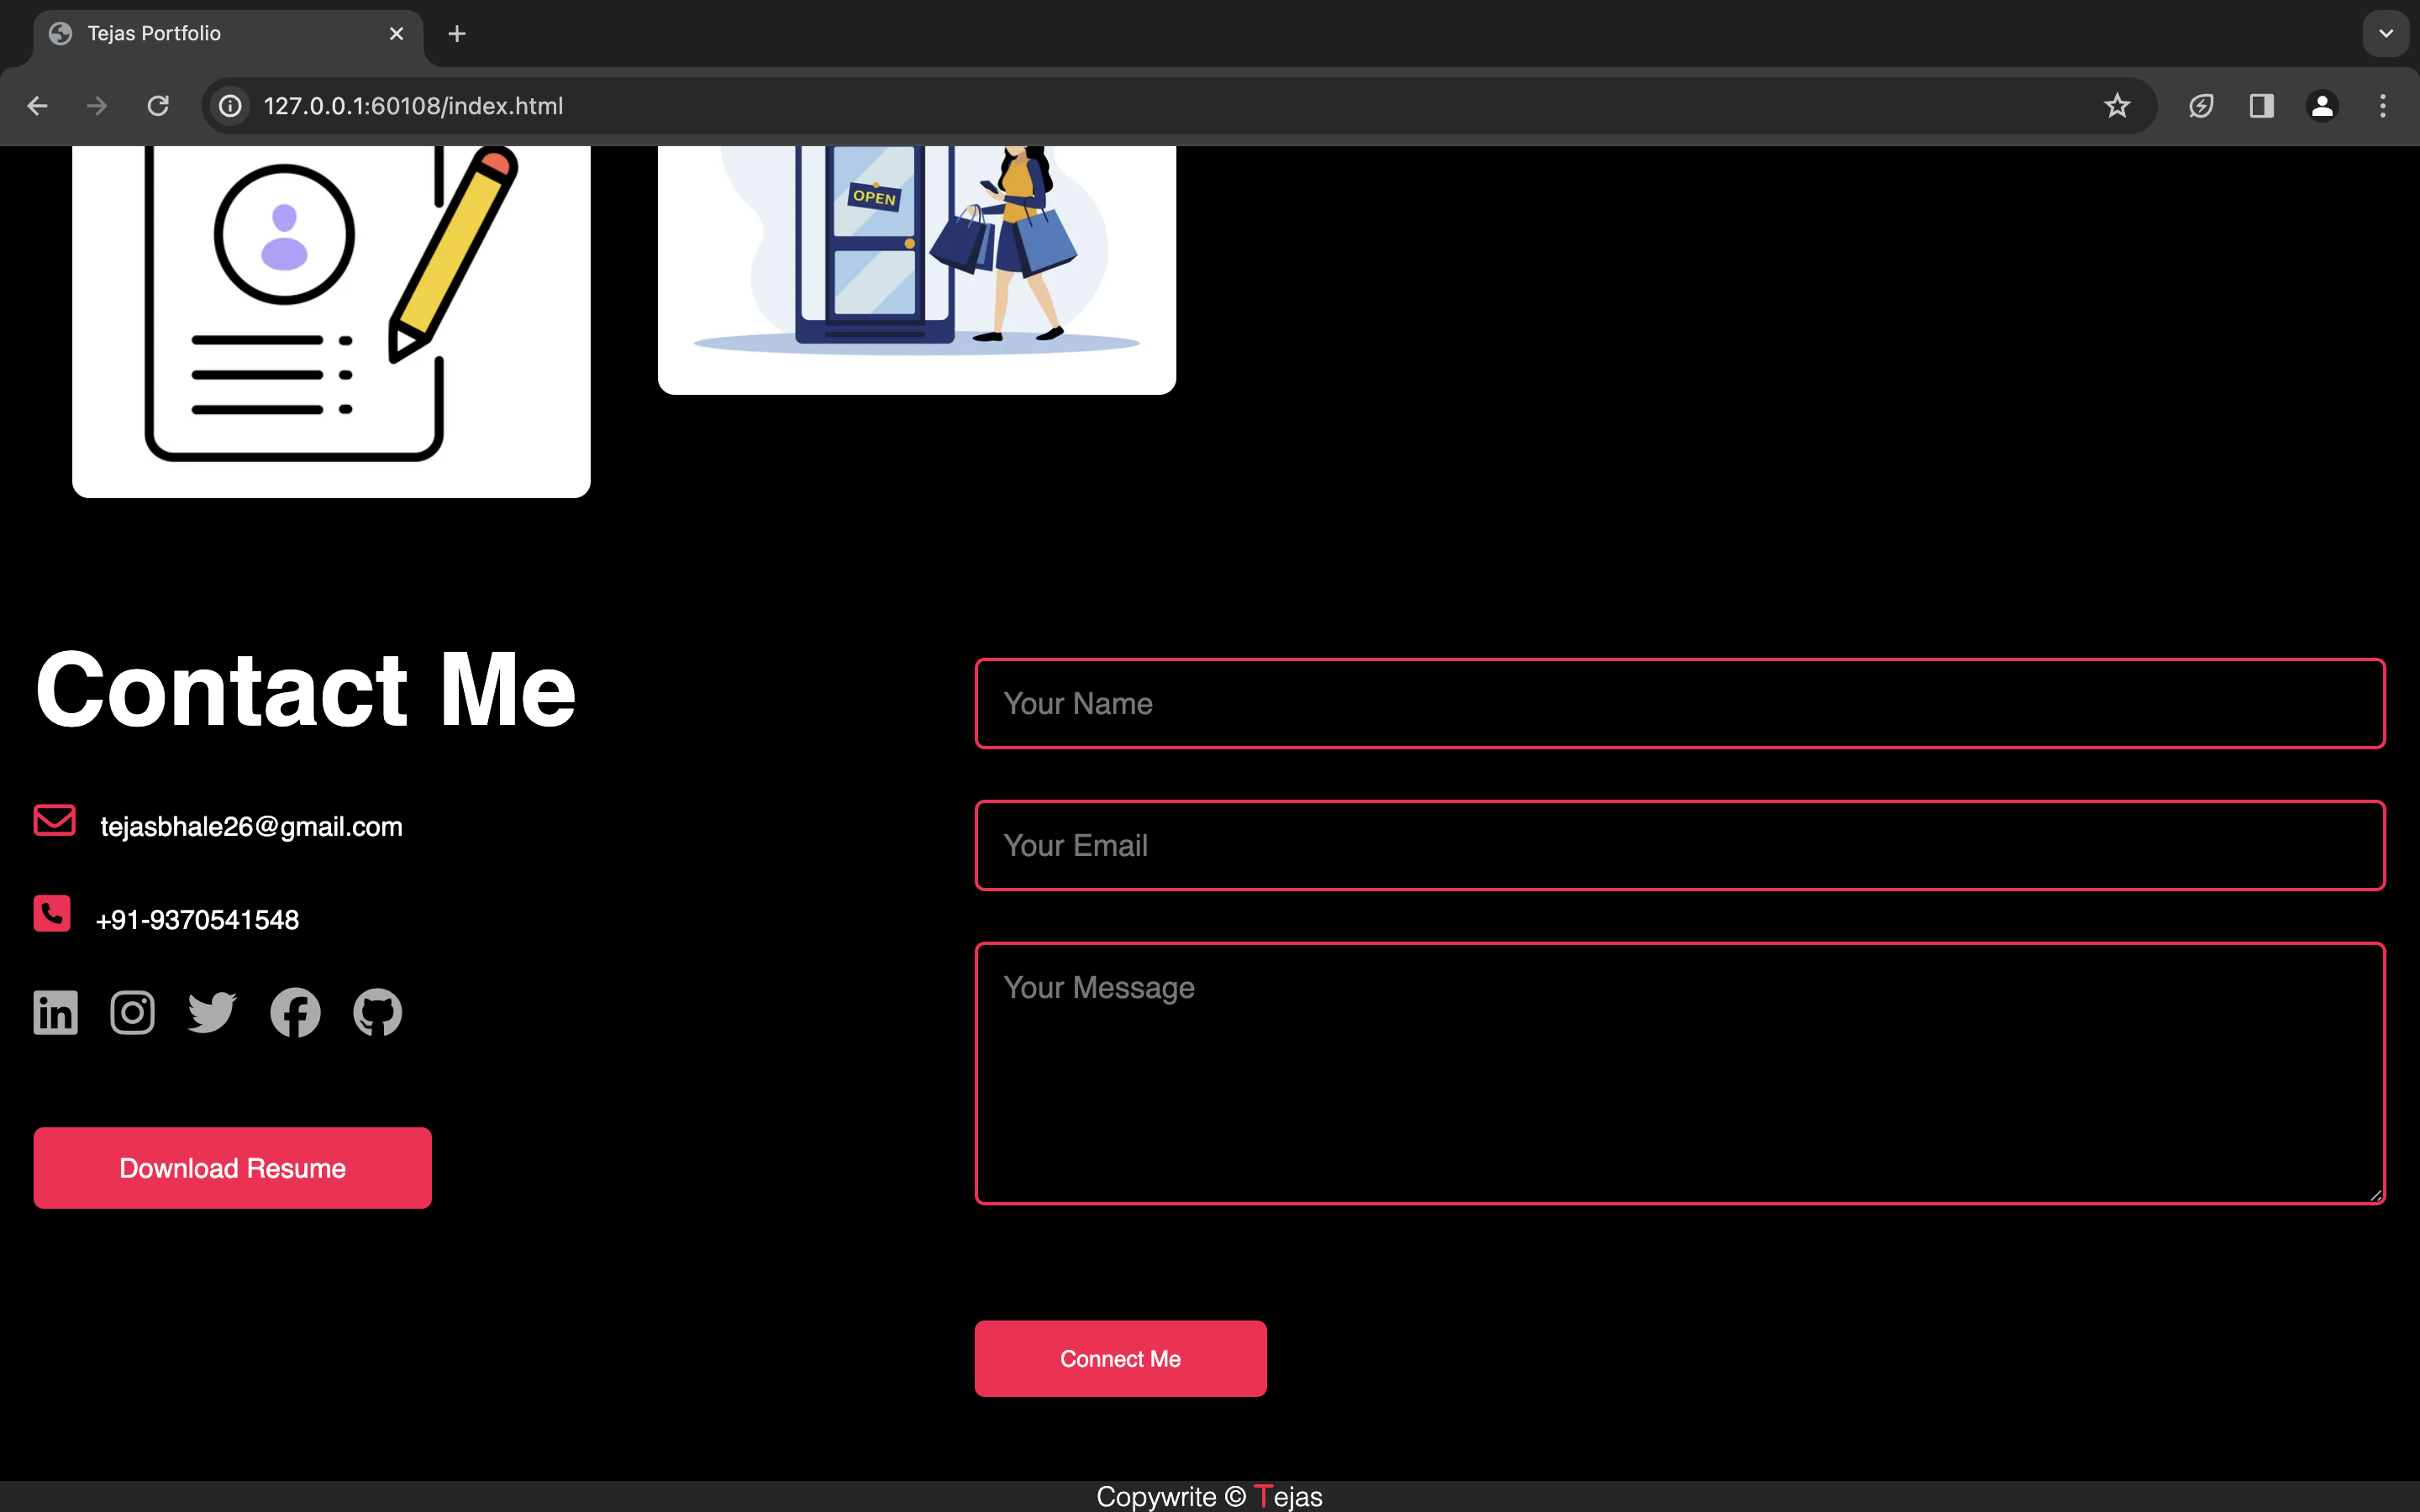 Tejas Portfolio
127.0.0.1:60108/index.html
OPEN
Contact Me
tejasbhale26@gmail.com
+91-9370541548
Download Resume
Your Name
Your Email
Your Message
Connect Me
Copywrite © Tejas